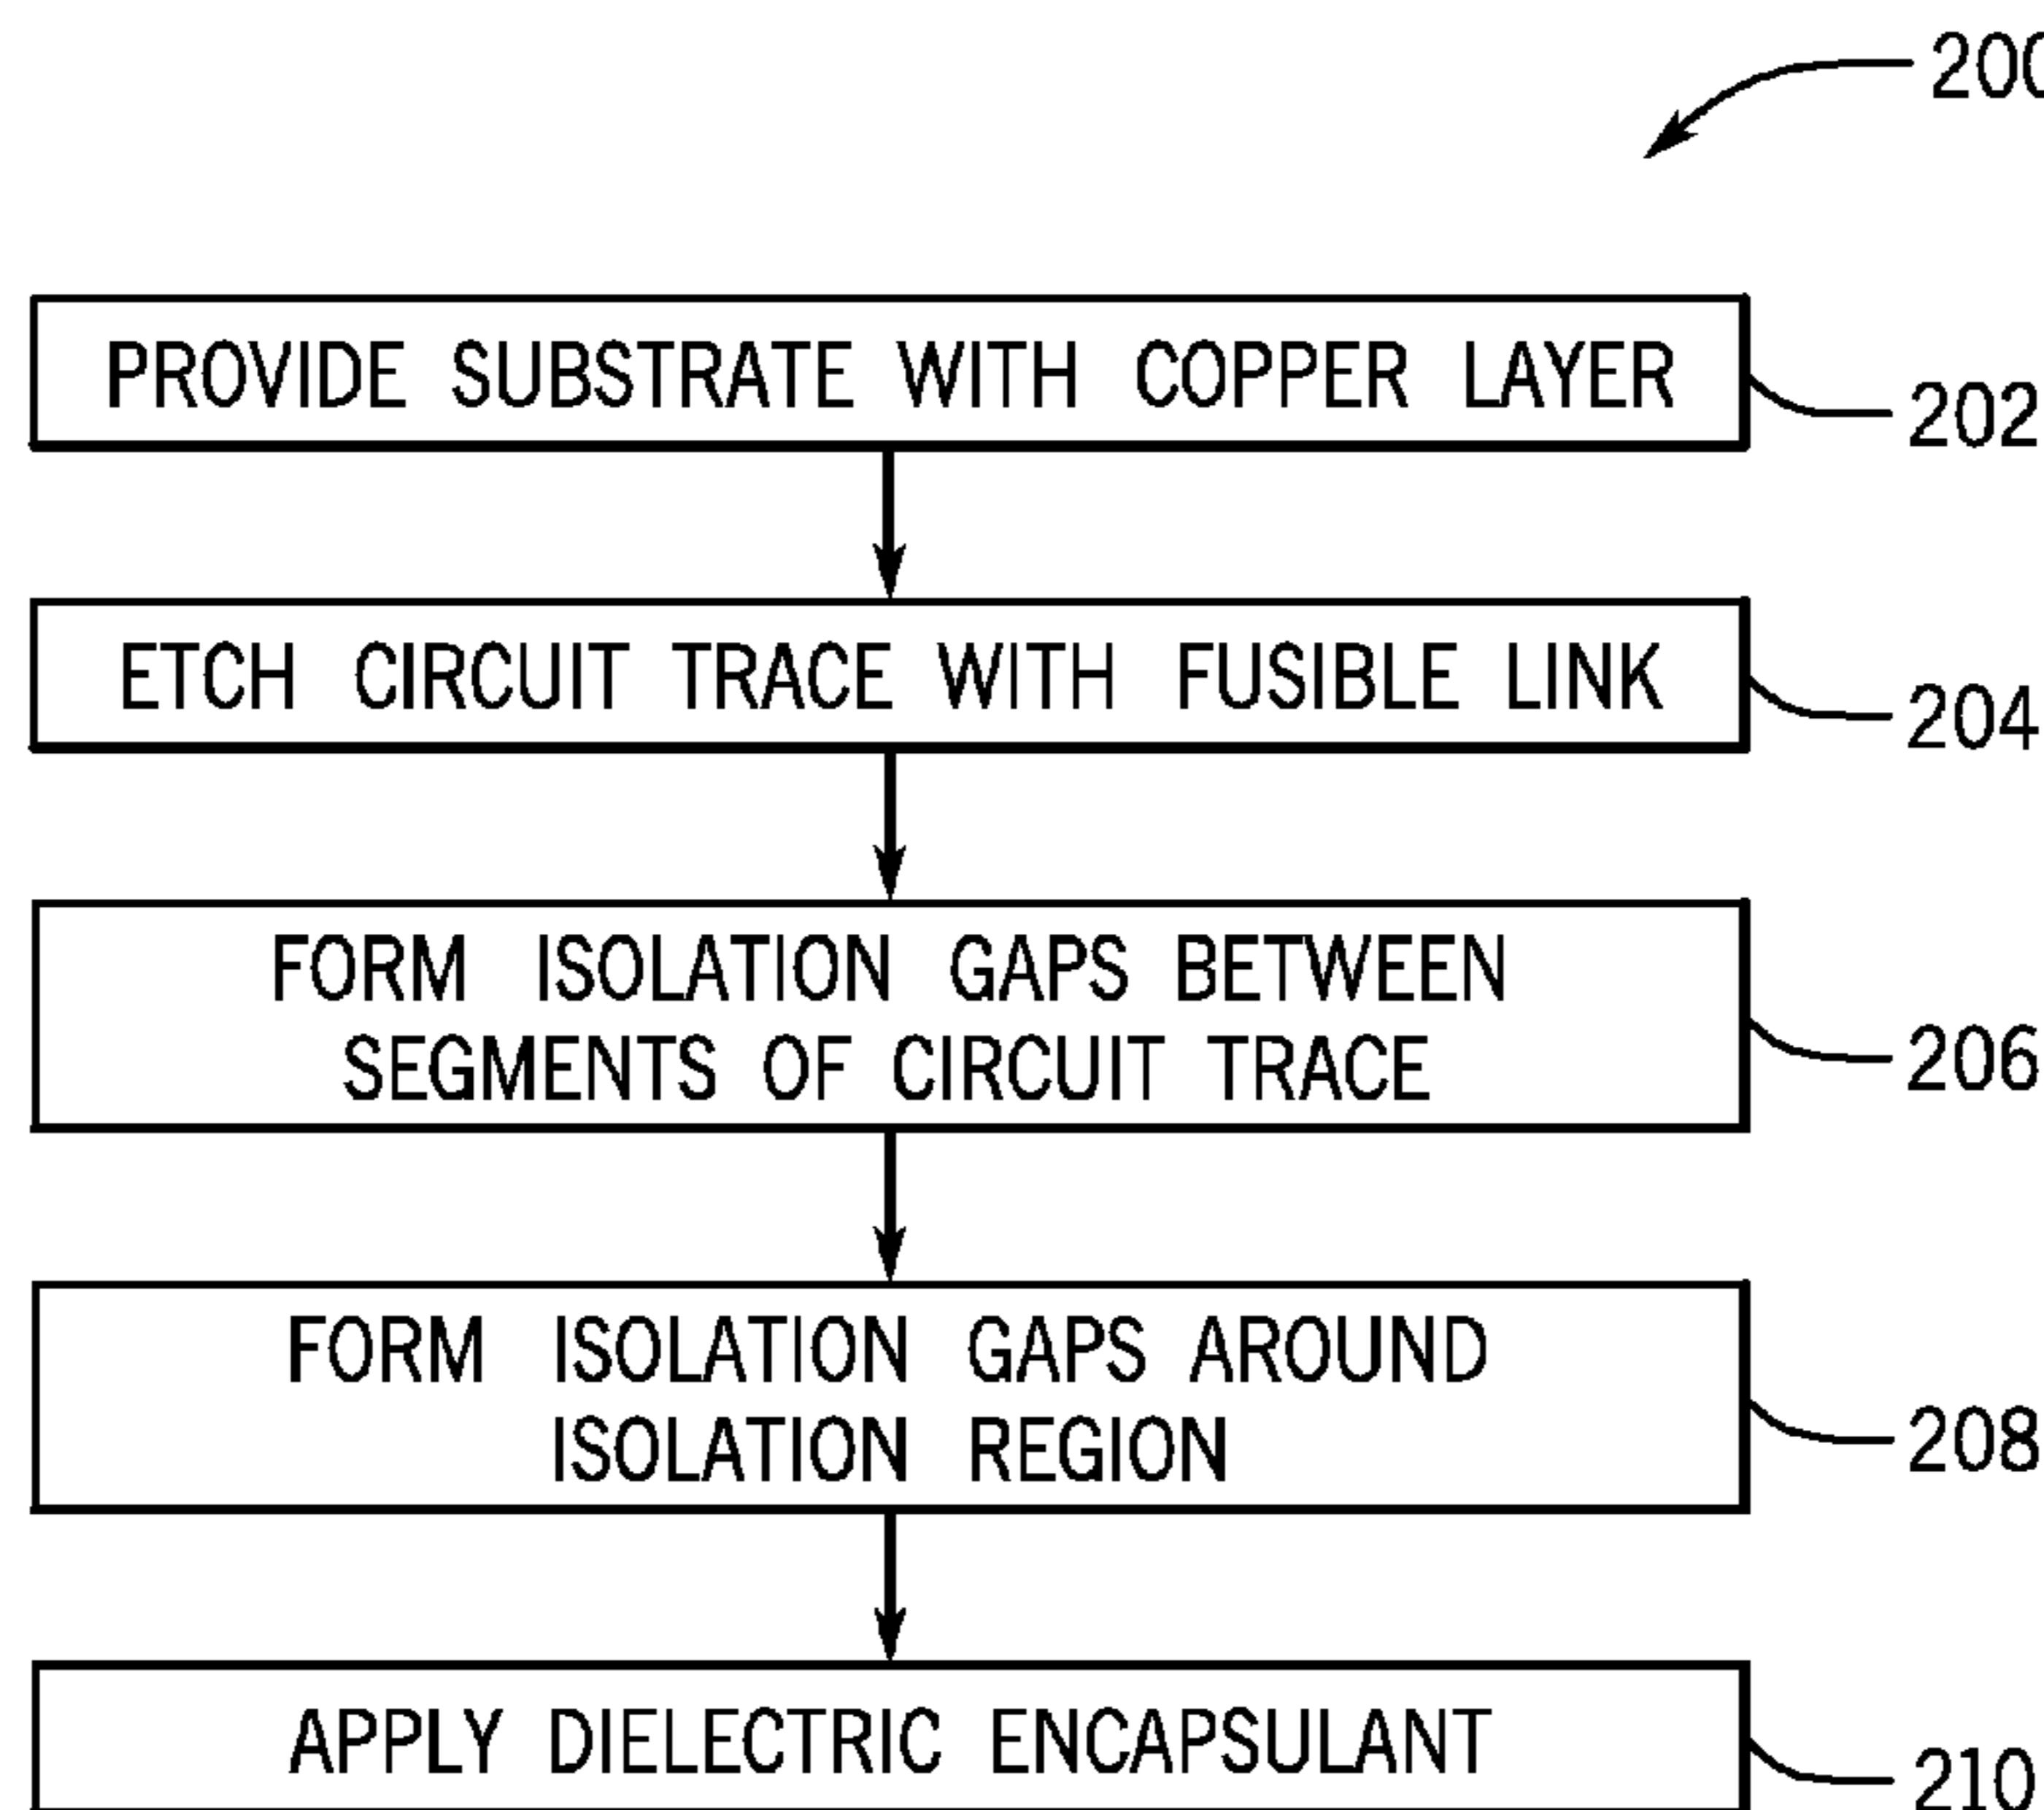 200
PROVIDE SUBSTRATE WITH COPPER LAYER
202
ETCH CIRCUIT TRACE WITH FUSIBLE LINK
204
FORM ISOLATION GAPS BETWEEN
SEGMENTS OF CIRCUIT TRACE
206
FORM ISOLATION GAPS AROUND
ISOLATION REGION
208
APPLY DIELECTRIC ENCAPSULANT
210